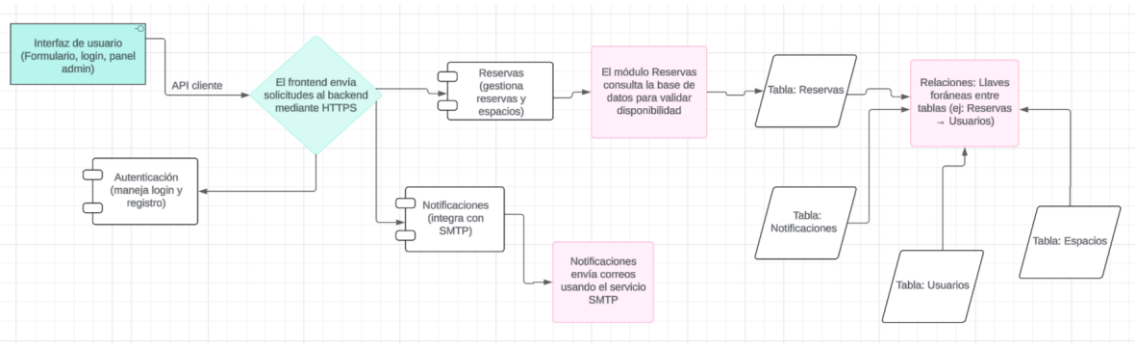 Interfaz de usuario
(Formulario, login, panel
admin)
API cliente
El frontend envía
solicitudes al backend
mediante HTTPS
Reservas
(gestiona
reservas y
espacios)
El módulo Reservas
consulta la base de
datos para validar
disponibilidad
Tabla: Reservas
Relaciones: Llaves
foráneas entre
tablas (ej: Reservas
→ Usuarios)
Autenticación
(maneja login y
registro)
Notificaciones
(integra con
SMTP)
Tabla:
Notificaciones
Tabla: Espacios
Notificaciones
envía correos
usando el servicio
SMTP
Tabla: Usuarios